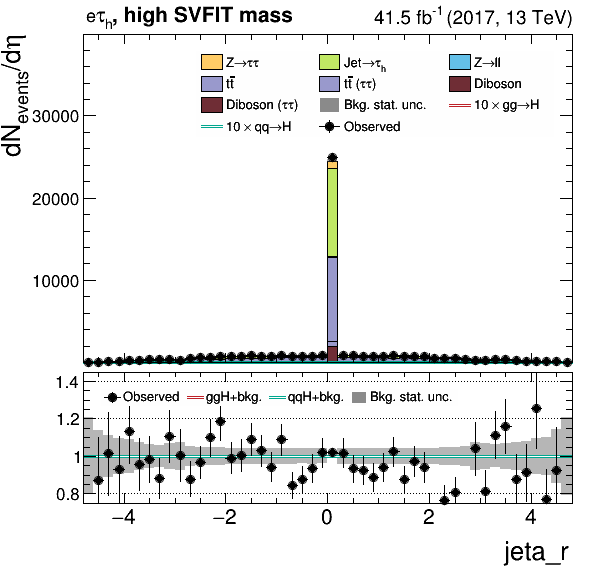 eτh, high SVFIT mass 41.5 fb⁻¹ (2017, 13 TeV)
dNevents/dη
Z→ττ Jet→τh Z→ll
tt̄ tt̄ (ττ) Diboson
Diboson (ττ) Bkg. stat. unc. 10 × gg→H
10 × qq→H Observed
30000
20000
10000
1.4
Observed ggH+bkg. qqH+bkg. Bkg. stat. unc.
1.2
1
0.8
−4 −2 0 2 4
jeta_r